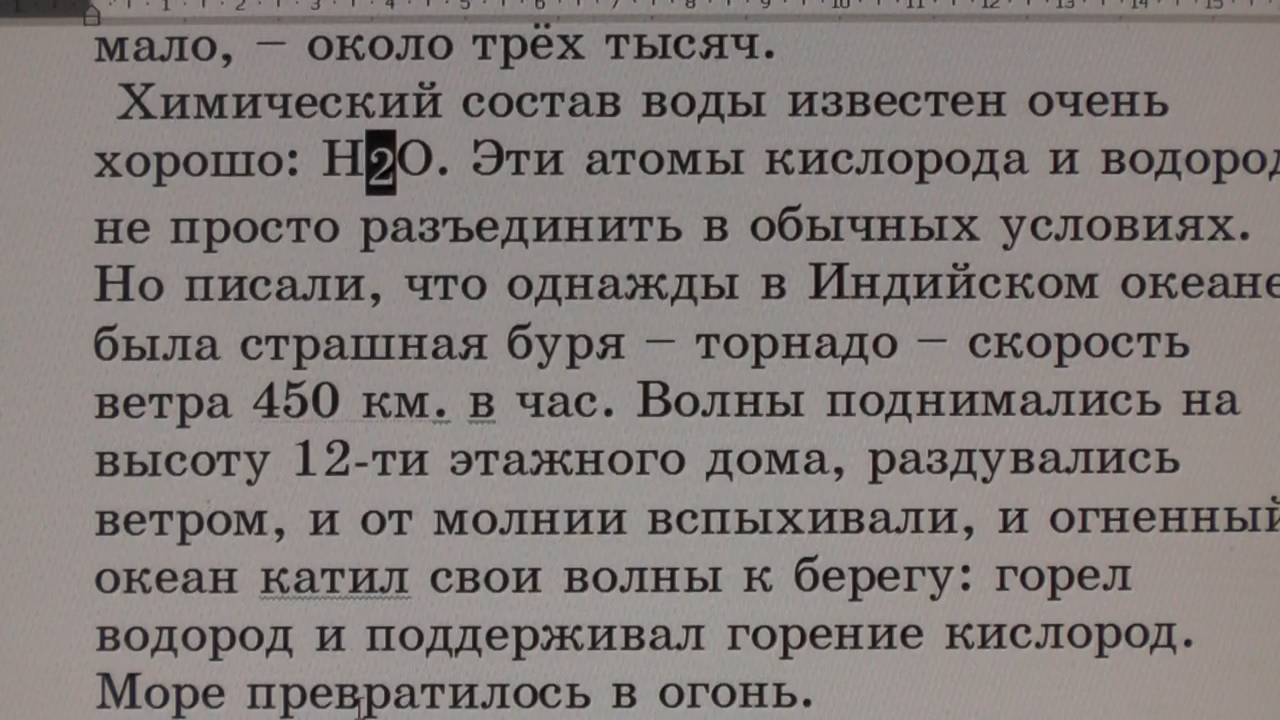 мало, – около трёх тысяч.
Химический состав воды известен очень
хорошо: H2O. Эти атомы кислорода и водород
не просто разъединить в обычных условиях.
Но писали, что однажды в Индийском океане
была страшная буря – торнадо – скорость
ветра 450 км. в час. Волны поднимались на
высоту 12-ти этажного дома, раздувались
ветром, и от молнии вспыхивали, и огненный
океан катил свои волны к берегу: горел
водород и поддерживал горение кислород.
Море превратилось в огонь.